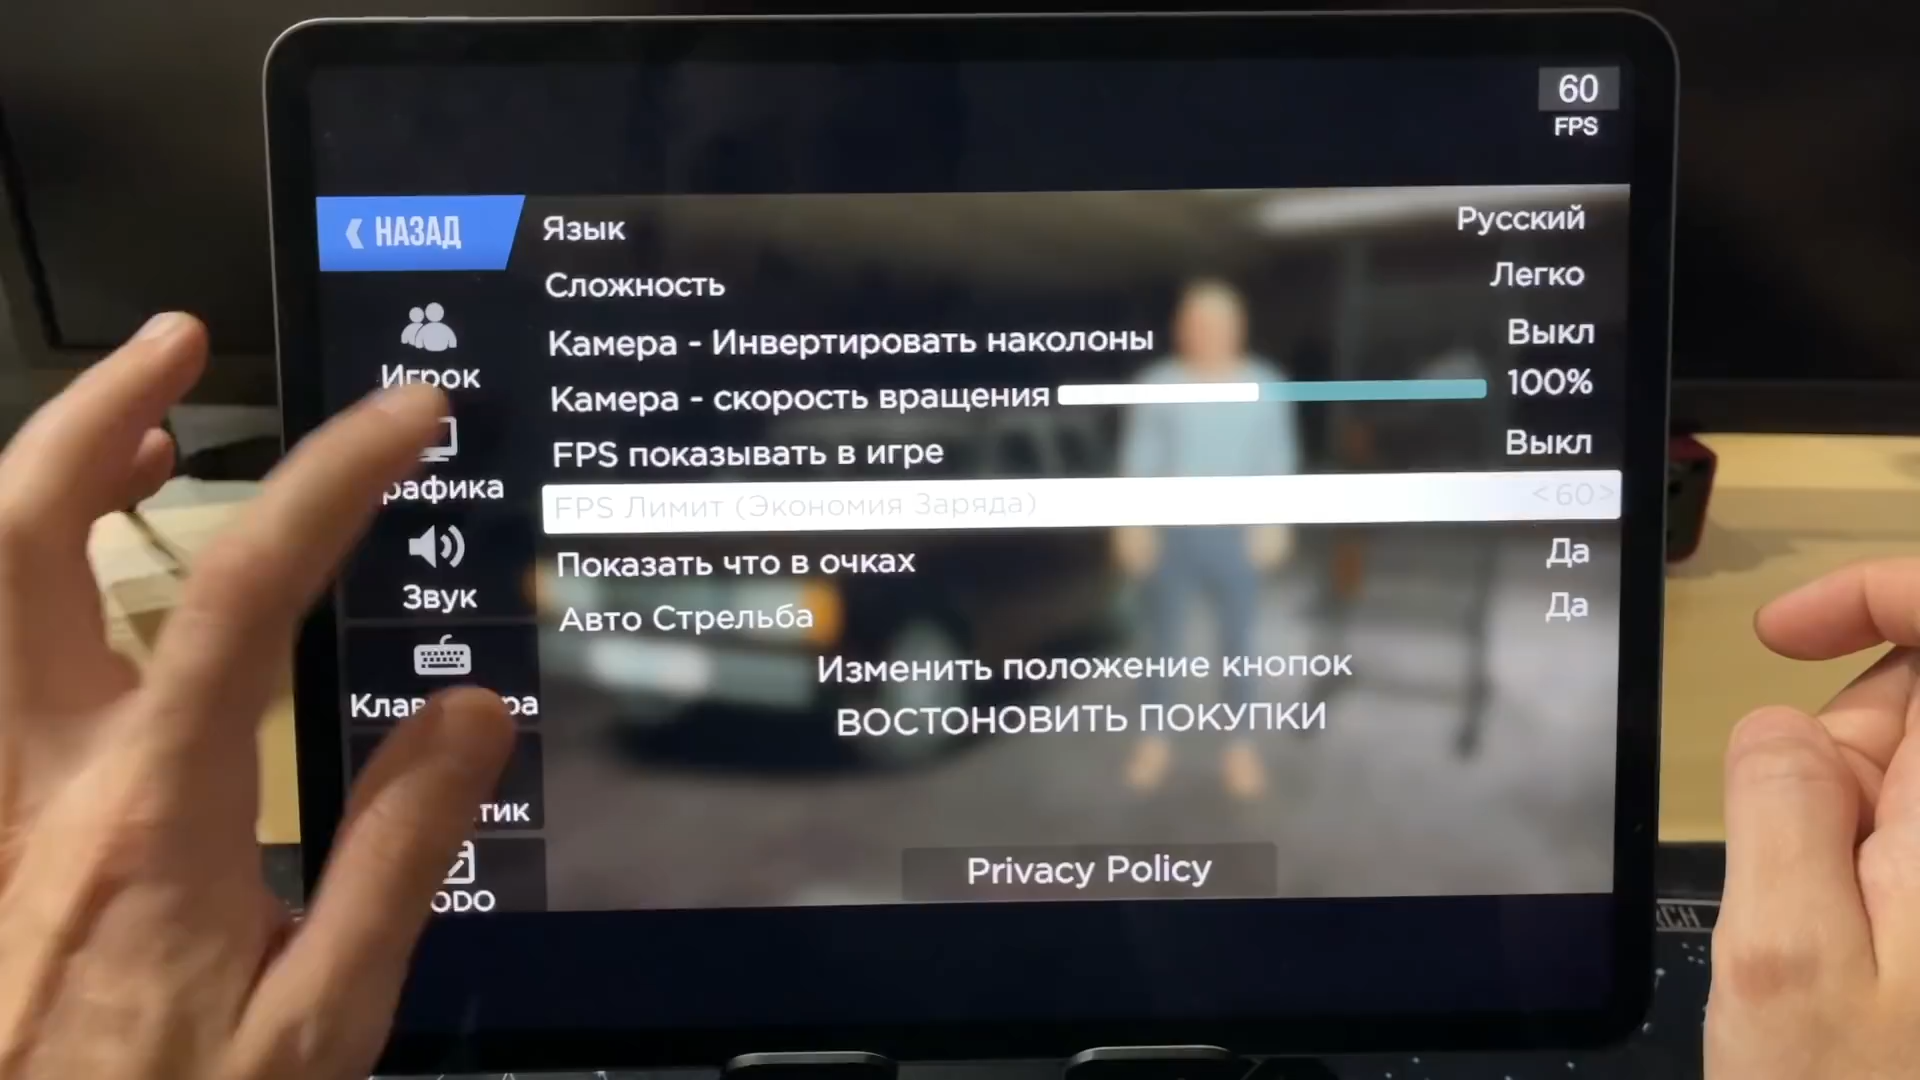 60
FPS
НАЗАД
Язык
Русский
Сложность
Легко
Камера - Инвертировать наколоны
Выкл
Камера - скорость вращения
100%
FPS показывать в игре
Выкл
FPS Лимит (Экономия Заряда)
<60>
Показать что в очках
Да
Авто Стрельба
Да
Изменить положение кнопок
ВОСТОНОВИТЬ ПОКУПКИ
Privacy Policy
Игрок
Звук